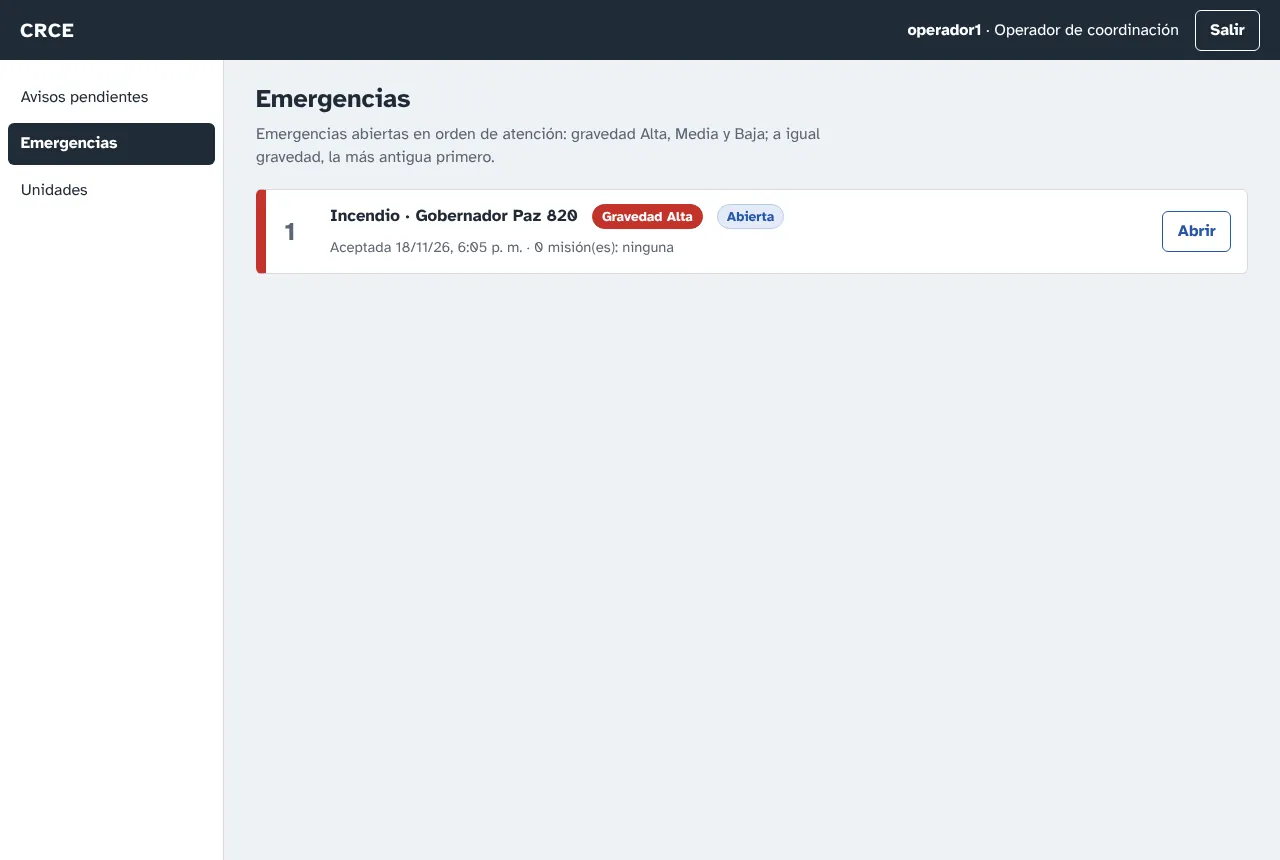 CRCE
operador1 · Operador de coordinación
Salir
Avisos pendientes
Emergencias
Unidades
Emergencias
Emergencias abiertas en orden de atención: gravedad Alta, Media y Baja; a igual
gravedad, la más antigua primero.
1
Incendio · Gobernador Paz 820
Gravedad Alta
Abierta
Aceptada 18/11/26, 6:05 p. m. · 0 misión(es): ninguna
Abrir